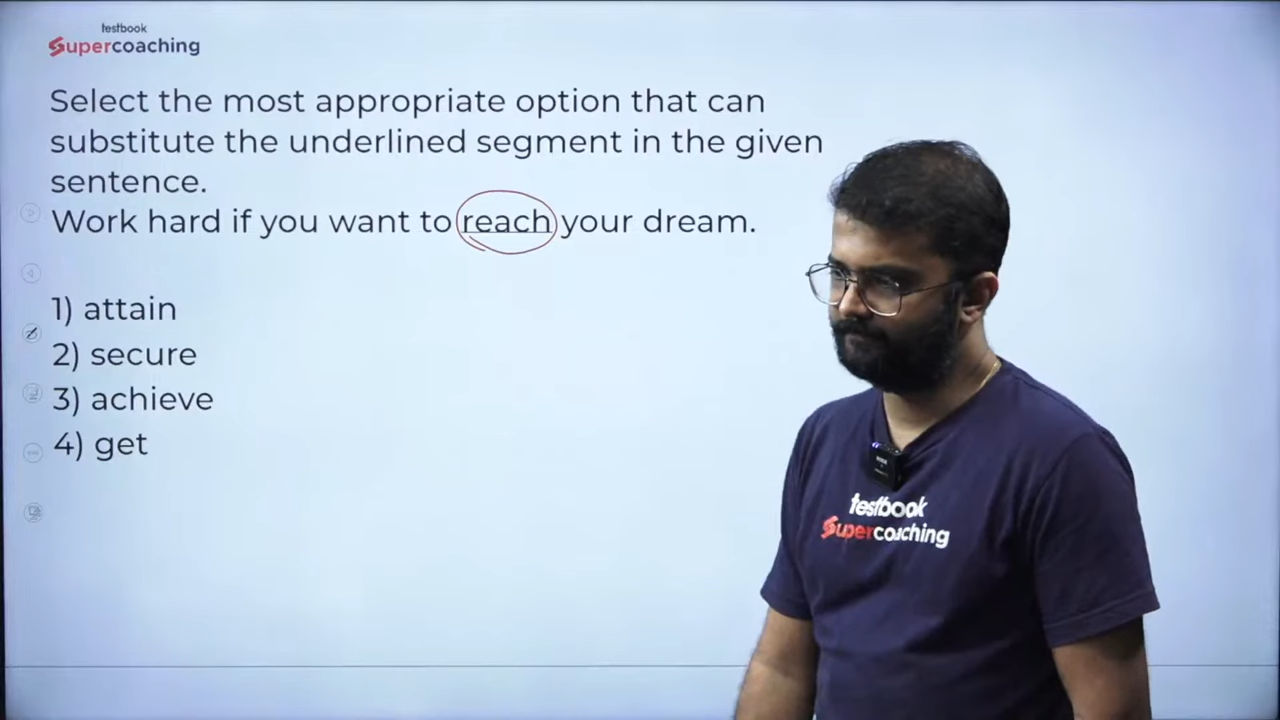 testbook
Supercoaching
Select the most appropriate option that can
substitute the underlined segment in the given
sentence.
Work hard if you want to reach your dream.
1) attain
2) secure
3) achieve
4) get
testbook
Supercoaching